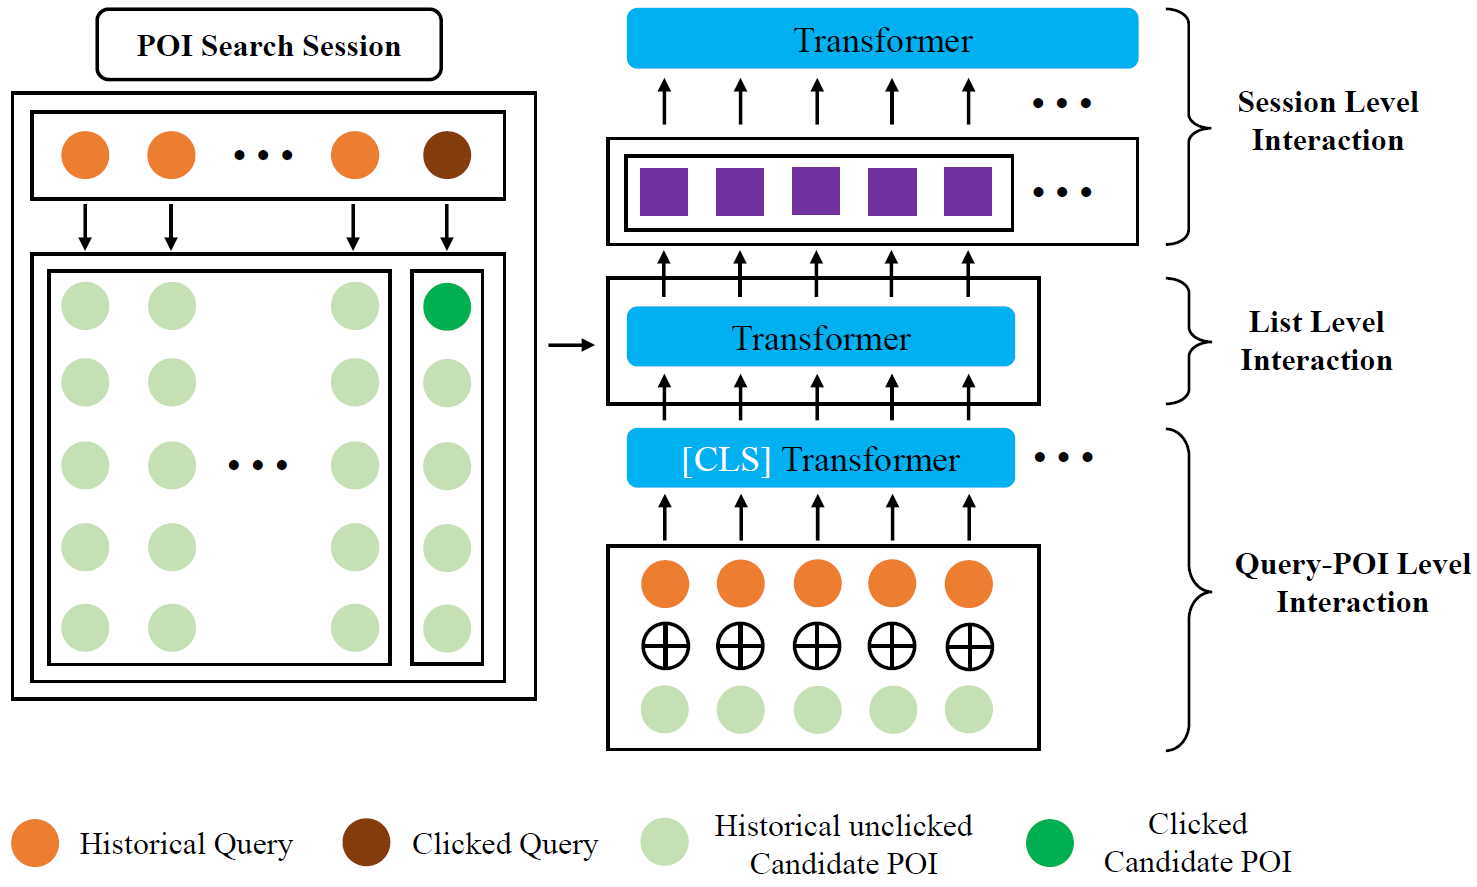 POI Search Session
Transformer
Session Level
Interaction
Transformer
List Level
Interaction
[CLS] Transformer
Query-POI Level
Interaction
Historical Query
Clicked Query
Historical unclicked
Candidate POI
Clicked
Candidate POI